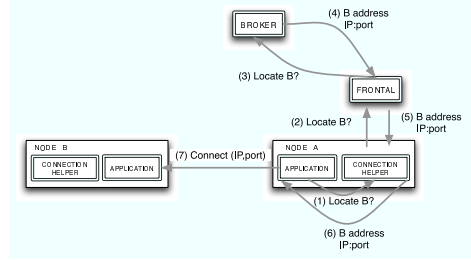 BROKER
(4) B address
IP:port
(3) Locate B?
FRONTAL
(2) Locate B?
(5) B address
IP:port
NODE B
CONNECTION
HELPER
APPLICATION
(7) Connect (IP,port)
NODE A
APPLICATION
CONNECTION
HELPER
(1) Locate B?
(6) B address
IP:port